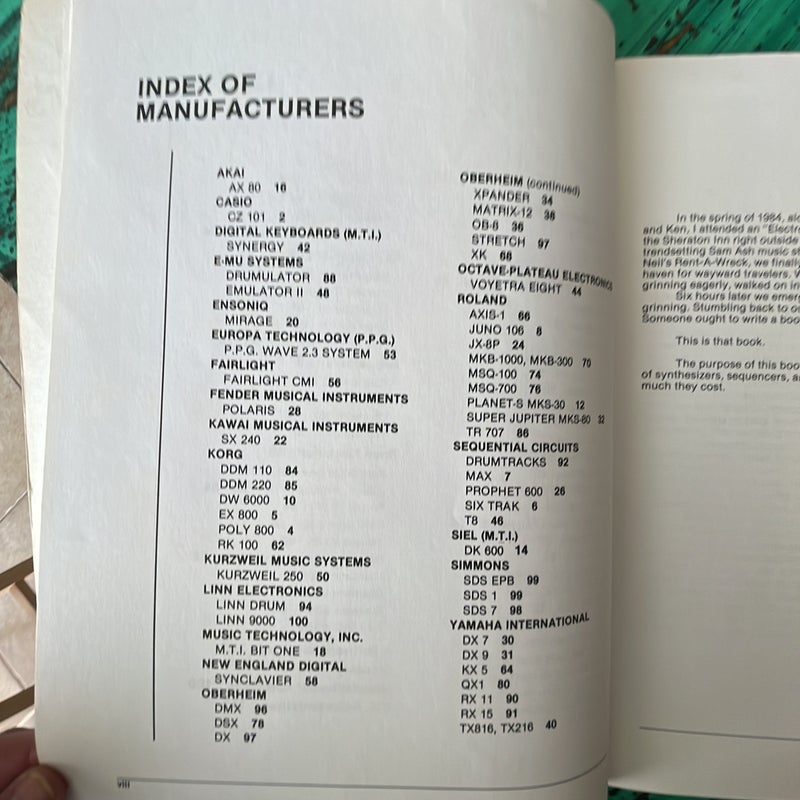 INDEX OF
MANUFACTURERS
AKAI
AX 80 16
CASIO
CZ 101 2
DIGITAL KEYBOARDS (M.T.I.)
SYNERGY 42
E-MU SYSTEMS
DRUMULATOR 88
EMULATOR II 48
ENSONIQ
MIRAGE 20
EUROPA TECHNOLOGY (P.P.G.)
P.P.G. WAVE 2.3 SYSTEM 53
FAIRLIGHT
FAIRLIGHT CMI 56
FENDER MUSICAL INSTRUMENTS
POLARIS 28
KAWAI MUSICAL INSTRUMENTS
SX 240 22
KORG
DDM 110 84
DDM 220 85
DW 6000 10
EX 800 5
POLY 800 4
RK 100 62
KURZWEIL MUSIC SYSTEMS
KURZWEIL 250 50
LINN ELECTRONICS
LINN DRUM 94
LINN 9000 100
MUSIC TECHNOLOGY, INC.
M.T.I. BIT ONE 18
NEW ENGLAND DIGITAL
SYNCLAVIER 58
OBERHEIM
DMX 96
DSX 78
DX 97
OBERHEIM (continued)
XPANDER 34
MATRIX-12 38
OB-8 36
STRETCH 97
XK 68
OCTAVE-PLATEAU ELECTRONICS
VOYETRA EIGHT 44
ROLAND
AXIS-1 66
JUNO 106 8
JX-8P 24
MKB-1000, MKB-300 70
MSQ-100 74
MSQ-700 76
PLANET-S MKS-30 12
SUPER JUPITER MKS-80 32
TR 707 86
SEQUENTIAL CIRCUITS
DRUMTRACKS 92
MAX 7
PROPHET 600 26
SIX TRAK 6
T8 46
SIEL (M.T.I.)
DK 600 14
SIMMONS
SDS EPB 99
SDS 1 99
SDS 7 98
YAMAHA INTERNATIONAL
DX 7 30
DX 9 31
KX 5 64
QX1 80
RX 11 90
RX 15 91
TX816, TX216 40
viii
In the spring of 1984,
and Ken, I attended an "Electro
the Sheraton Inn right outside
trendsetting Sam Ash music
Neil's Rent-A-Wreck, we finally
haven for wayward travelers.
grinning eagerly, walked on in
Six hours later we emer
grinning. Stumbling back to
Someone ought to write a boo
This is that book.
The purpose of this boo
of synthesizers, sequencers,
much they cost.